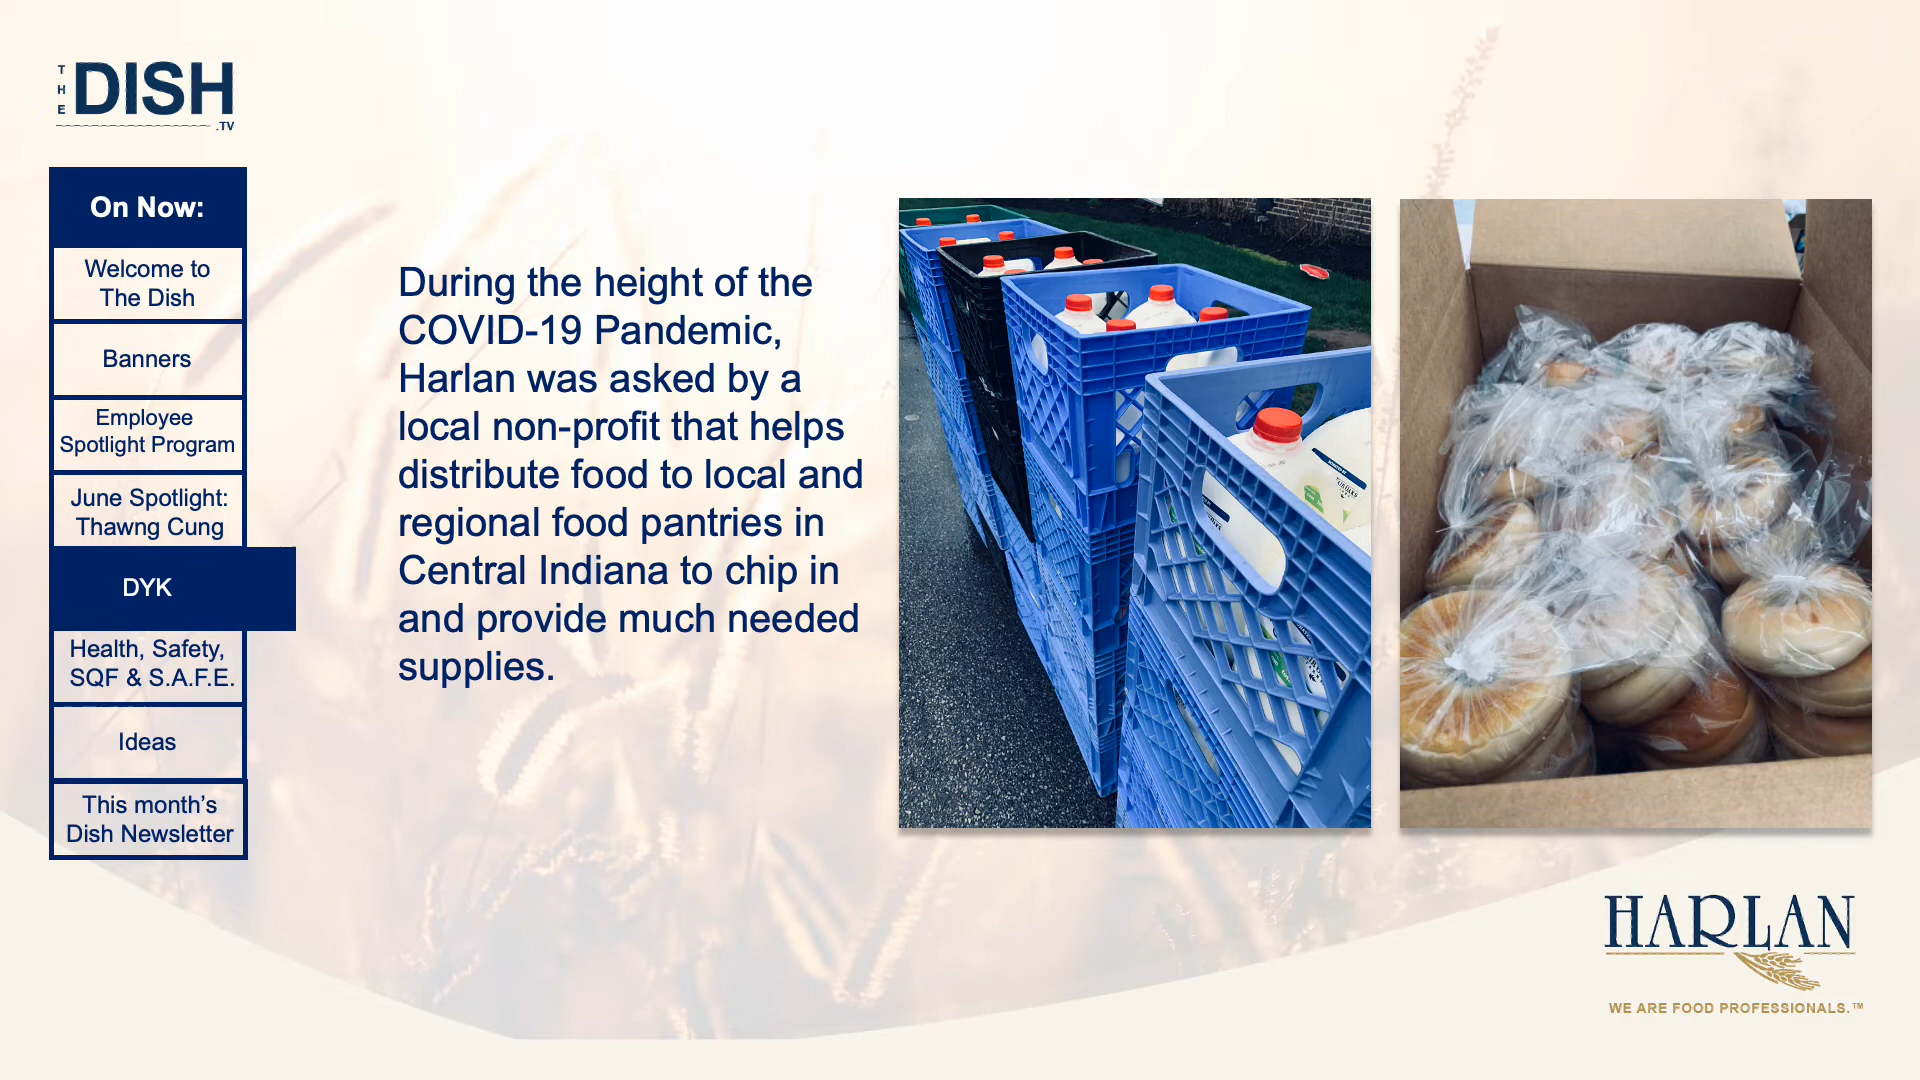 THE DISH
.TV
On Now:
Welcome to
The Dish
Banners
Employee
Spotlight Program
June Spotlight:
Thawng Cung
DYK
Health, Safety,
SQF & S.A.F.E.
Ideas
This month’s
Dish Newsletter
During the height of the
COVID-19 Pandemic,
Harlan was asked by a
local non-profit that helps
distribute food to local and
regional food pantries in
Central Indiana to chip in
and provide much needed
supplies.
HARLAN
WE ARE FOOD PROFESSIONALS.™